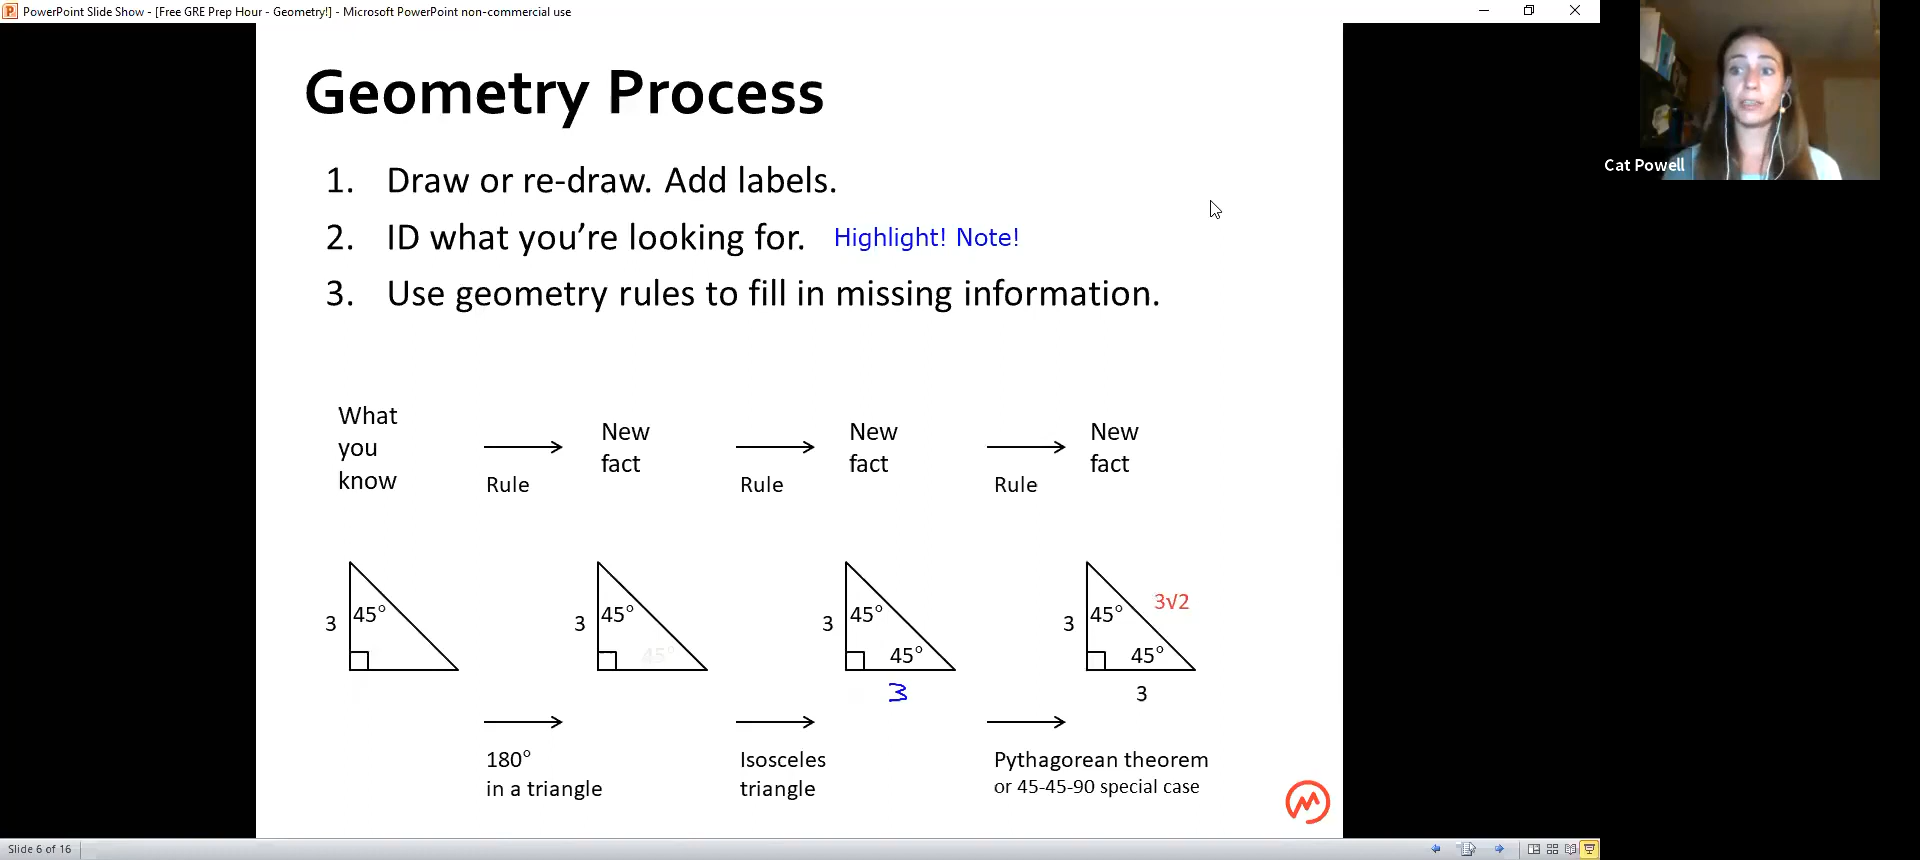 PowerPoint Slide Show - [Free GRE Prep Hour - Geometry!] - Microsoft PowerPoint non-commercial use
Cat Powell
Geometry Process
1. Draw or re-draw. Add labels.
2. ID what you’re looking for. Highlight! Note!
3. Use geometry rules to fill in missing information.
What
you
know
Rule
New
fact
Rule
New
fact
Rule
New
fact
3 45°
3 45°
45°
3 45°
45°
3
3 45° 3√2
45°
3
180°
in a triangle
Isosceles
triangle
Pythagorean theorem
or 45-45-90 special case
Slide 6 of 16